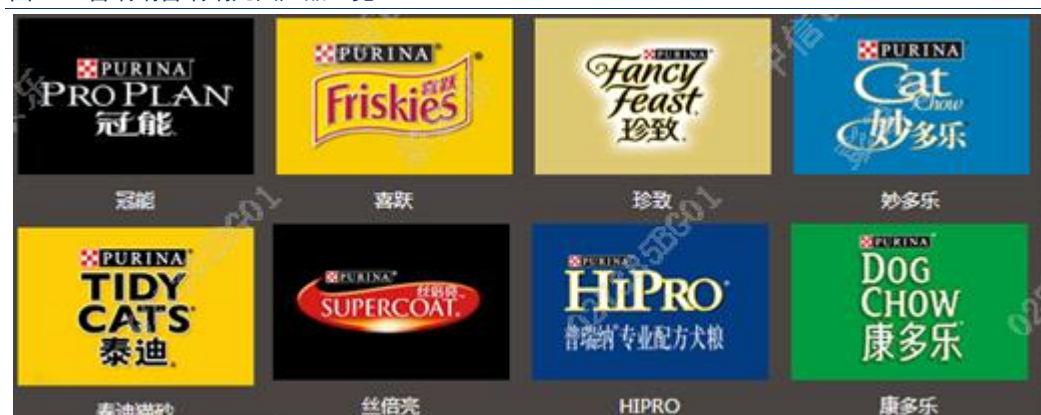 PURINA
PRO PLAN
冠能
PURINA
Friskies
喜跃
PURINA
Fancy
Feast
珍致
PURINA
Cat
Chow
妙多乐
冠能
喜跃
珍致
妙多乐
PURINA
TIDY
CATS
泰迪
PURINA
SUPERCOAT
丝倍亮
PURINA
HIPRO
普瑞纳 专业配方犬粮
PURINA
DOG
CHOW
康多乐
泰迪猫砂
丝倍亮
HIPRO
康多乐